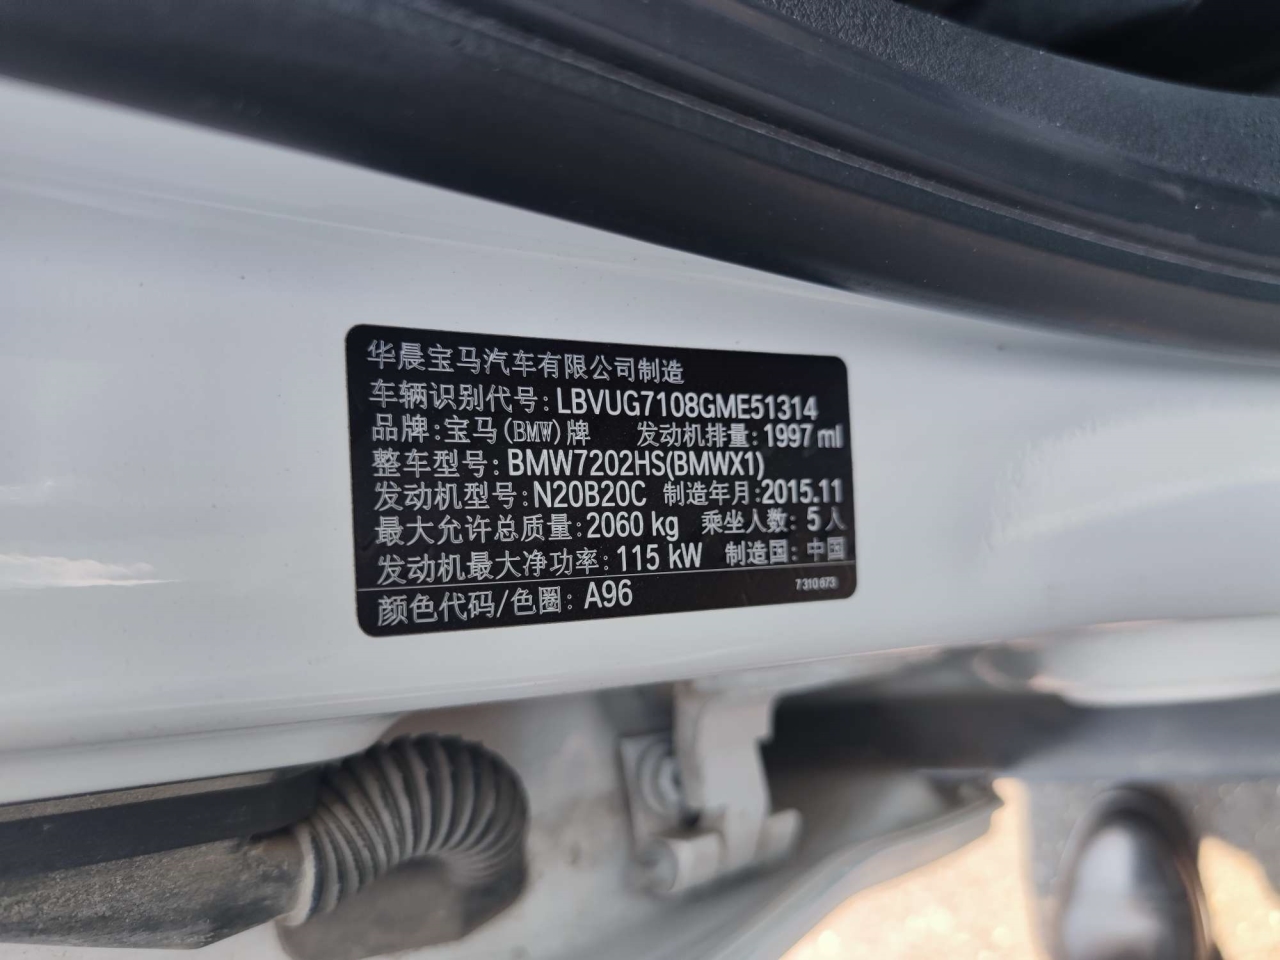 华晨宝马汽车有限公司制造
车辆识别代号: LBVUG7108GME51314
品牌:宝马(BMW)牌 发动机排量: 1997 ml
整车型号: BMW7202HS(BMWX1)
发动机型号: N20B20C 制造年月:2015.11
最大允许总质量: 2060 kg 乘坐人数: 5人
发动机最大净功率: 115 kW 制造国: 中国
颜色代码/色圈: A96 7310673